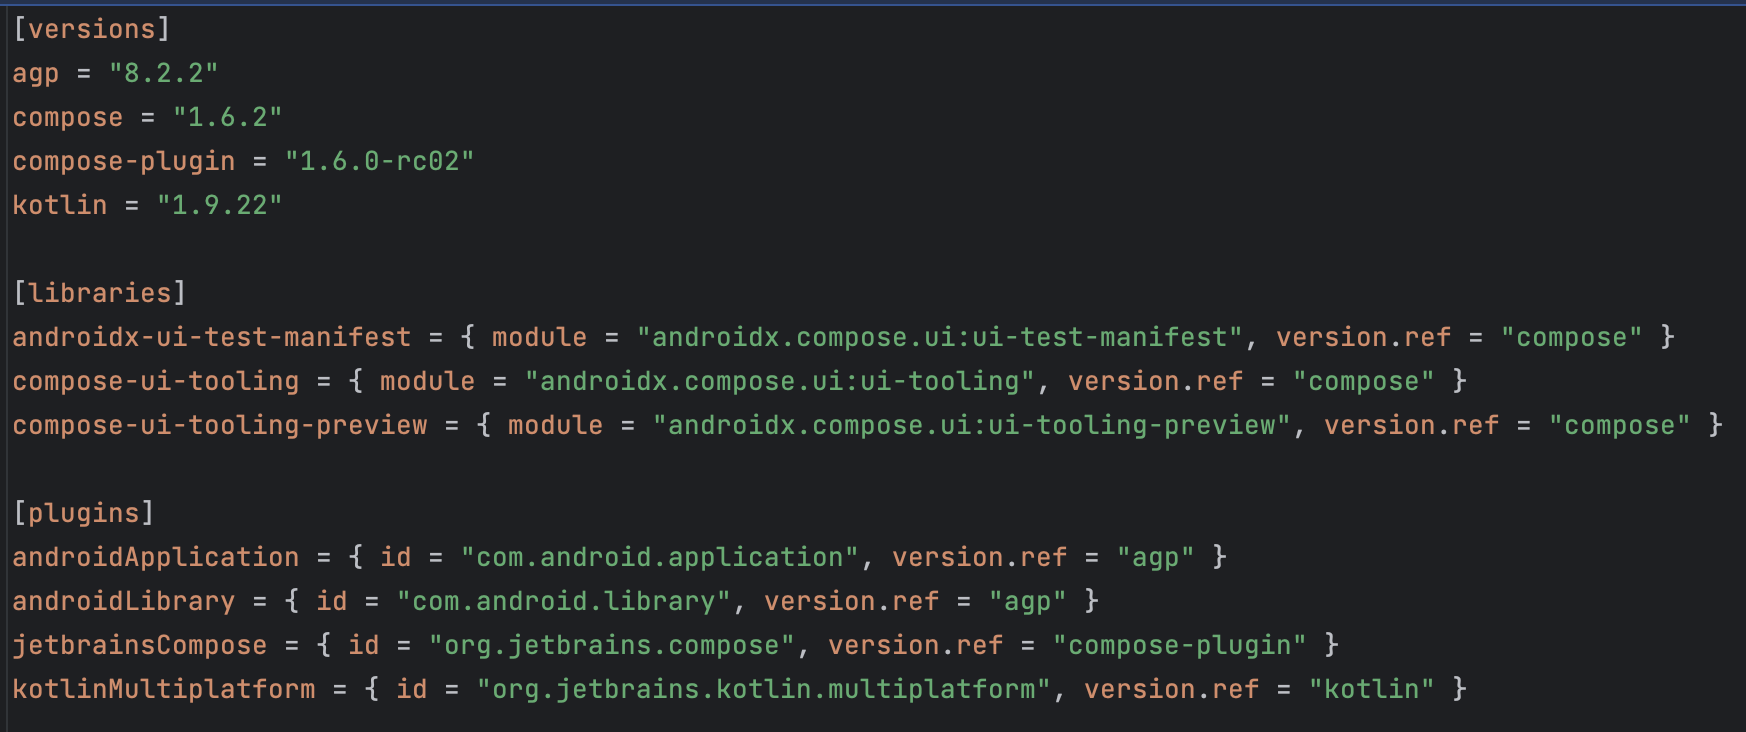 [versions]
agp = "8.2.2"
compose = "1.6.2"
compose-plugin = "1.6.0-rc02"
kotlin = "1.9.22"
[libraries]
androidx-ui-test-manifest = { module = "androidx.compose.ui:ui-test-manifest", version.ref = "compose" }
compose-ui-tooling = { module = "androidx.compose.ui:ui-tooling", version.ref = "compose" }
compose-ui-tooling-preview = { module = "androidx.compose.ui:ui-tooling-preview", version.ref = "compose" }
[plugins]
androidApplication = { id = "com.android.application", version.ref = "agp" }
androidLibrary = { id = "com.android.library", version.ref = "agp" }
jetbrainsCompose = { id = "org.jetbrains.compose", version.ref = "compose-plugin" }
kotlinMultiplatform = { id = "org.jetbrains.kotlin.multiplatform", version.ref = "kotlin" }